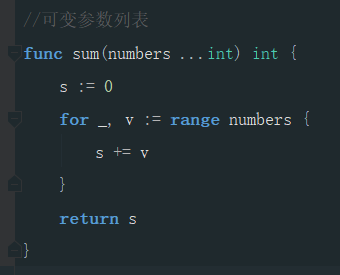 //可变参数列表
func sum(numbers ...int) int {
    s := 0
    for _, v := range numbers {
        s += v
    }
    return s
}